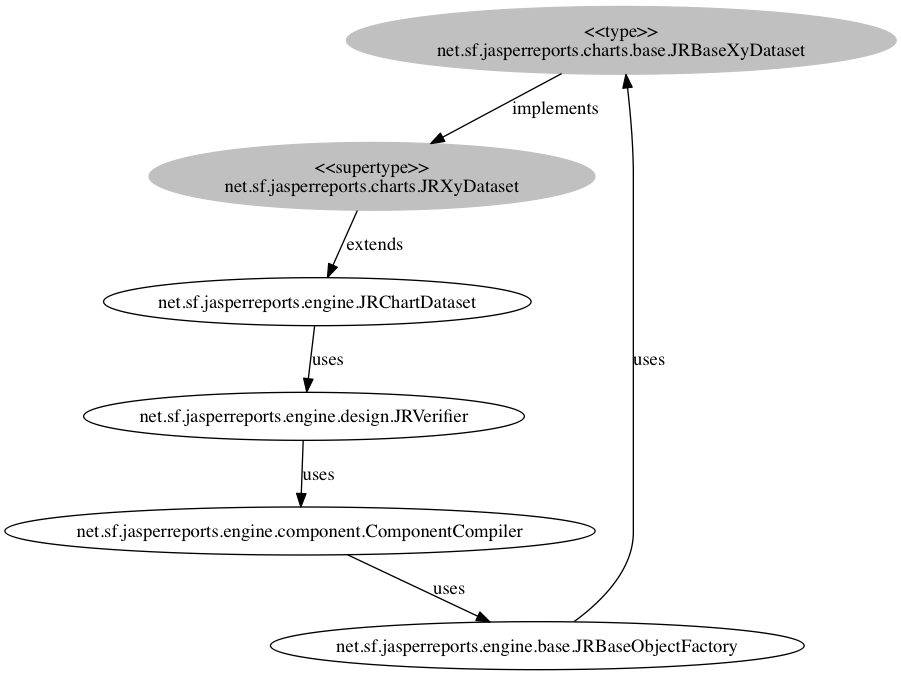 <<type>>
net.sf.jasperreports.charts.base.JRBaseXyDataset
implements
<<supertype>>
net.sf.jasperreports.charts.JRXyDataset
extends
net.sf.jasperreports.engine.JRChartDataset
uses
uses
net.sf.jasperreports.engine.design.JRVerifier
uses
net.sf.jasperreports.engine.component.ComponentCompiler
uses
net.sf.jasperreports.engine.base.JRBaseObjectFactory